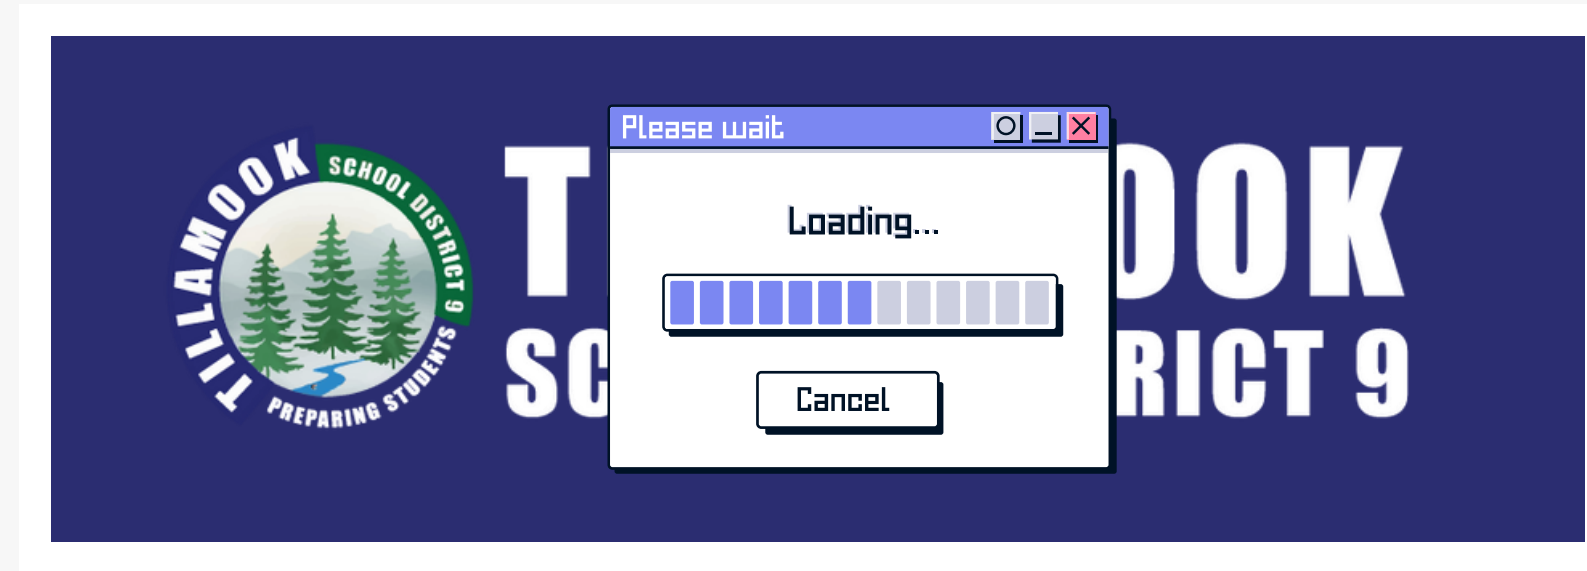 TILLAMOOK
SCHOOL DISTRICT 9
PREPARING STUDENTS
T
OOK
SC
RICT 9
Please wait
Loading...
Cancel